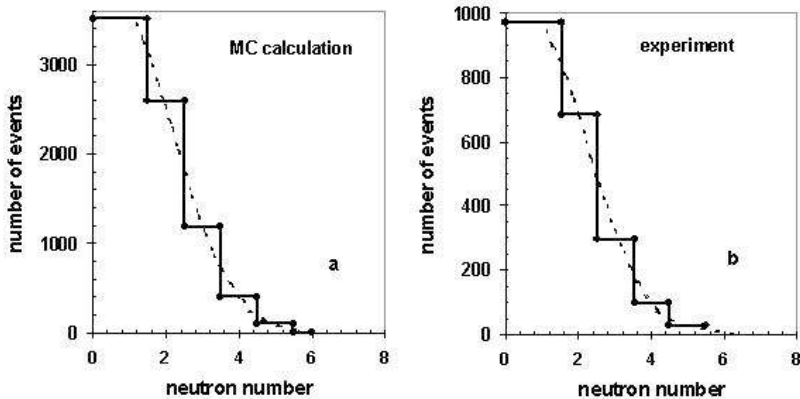 MC calculation
number of events
3000
2000
1000
0
0 2 4 6 8
neutron number
a
experiment
number of events
1000
800
600
400
200
0
0 2 4 6 8
neutron number
b